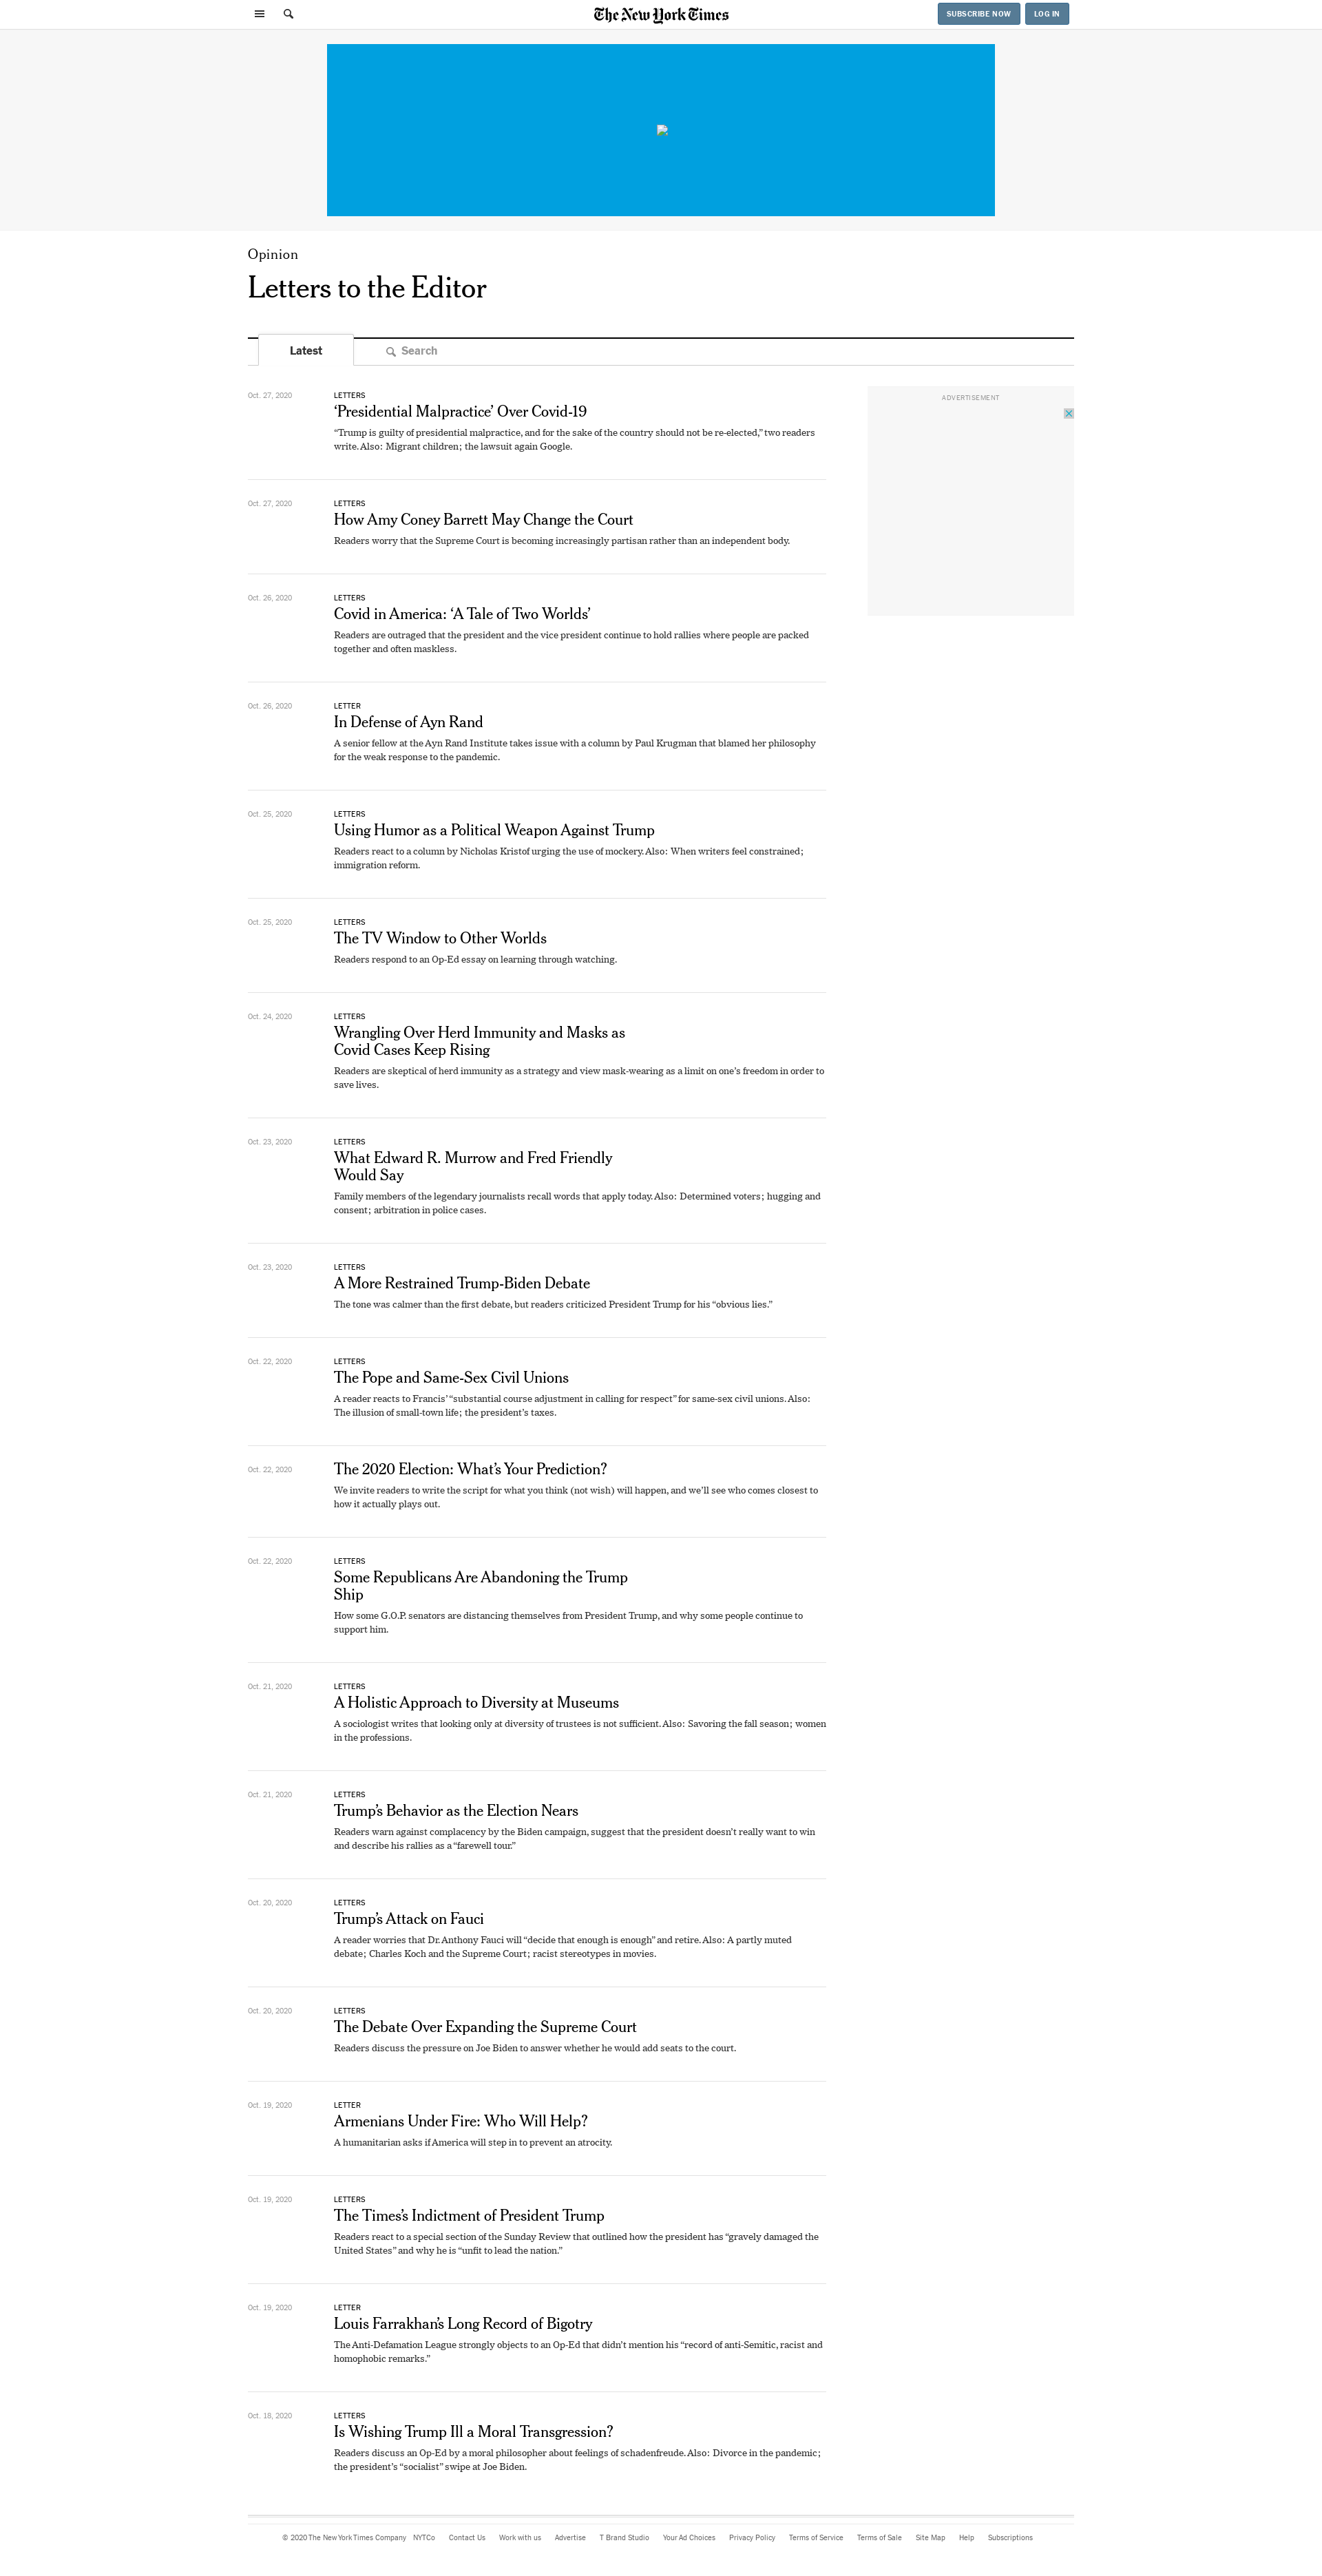 The New York Times
SUBSCRIBE NOW
LOG IN
Opinion
Letters to the Editor
Latest
Search
ADVERTISEMENT
Oct. 27, 2020
LETTERS
‘Presidential Malpractice’ Over Covid-19
“Trump is guilty of presidential malpractice, and for the sake of the country should not be re-elected,” two readers
write. Also: Migrant children; the lawsuit again Google.
Oct. 27, 2020
LETTERS
How Amy Coney Barrett May Change the Court
Readers worry that the Supreme Court is becoming increasingly partisan rather than an independent body.
Oct. 26, 2020
LETTERS
Covid in America: ‘A Tale of Two Worlds’
Readers are outraged that the president and the vice president continue to hold rallies where people are packed
together and often maskless.
Oct. 26, 2020
LETTER
In Defense of Ayn Rand
A senior fellow at the Ayn Rand Institute takes issue with a column by Paul Krugman that blamed her philosophy
for the weak response to the pandemic.
Oct. 25, 2020
LETTERS
Using Humor as a Political Weapon Against Trump
Readers react to a column by Nicholas Kristof urging the use of mockery. Also: When writers feel constrained;
immigration reform.
Oct. 25, 2020
LETTERS
The TV Window to Other Worlds
Readers respond to an Op-Ed essay on learning through watching.
Oct. 24, 2020
LETTERS
Wrangling Over Herd Immunity and Masks as
Covid Cases Keep Rising
Readers are skeptical of herd immunity as a strategy and view mask-wearing as a limit on one’s freedom in order to
save lives.
Oct. 23, 2020
LETTERS
What Edward R. Murrow and Fred Friendly
Would Say
Family members of the legendary journalists recall words that apply today. Also: Determined voters; hugging and
consent; arbitration in police cases.
Oct. 23, 2020
LETTERS
A More Restrained Trump-Biden Debate
The tone was calmer than the first debate, but readers criticized President Trump for his “obvious lies.”
Oct. 22, 2020
LETTERS
The Pope and Same-Sex Civil Unions
A reader reacts to Francis’ “substantial course adjustment in calling for respect” for same-sex civil unions. Also:
The illusion of small-town life; the president’s taxes.
Oct. 22, 2020
The 2020 Election: What’s Your Prediction?
We invite readers to write the script for what you think (not wish) will happen, and we’ll see who comes closest to
how it actually plays out.
Oct. 22, 2020
LETTERS
Some Republicans Are Abandoning the Trump
Ship
How some G.O.P. senators are distancing themselves from President Trump, and why some people continue to
support him.
Oct. 21, 2020
LETTERS
A Holistic Approach to Diversity at Museums
A sociologist writes that looking only at diversity of trustees is not sufficient. Also: Savoring the fall season; women
in the professions.
Oct. 21, 2020
LETTERS
Trump’s Behavior as the Election Nears
Readers warn against complacency by the Biden campaign, suggest that the president doesn’t really want to win
and describe his rallies as a “farewell tour.”
Oct. 20, 2020
LETTERS
Trump’s Attack on Fauci
A reader worries that Dr. Anthony Fauci will “decide that enough is enough” and retire. Also: A partly muted
debate; Charles Koch and the Supreme Court; racist stereotypes in movies.
Oct. 20, 2020
LETTERS
The Debate Over Expanding the Supreme Court
Readers discuss the pressure on Joe Biden to answer whether he would add seats to the court.
Oct. 19, 2020
LETTER
Armenians Under Fire: Who Will Help?
A humanitarian asks if America will step in to prevent an atrocity.
Oct. 19, 2020
LETTERS
The Times’s Indictment of President Trump
Readers react to a special section of the Sunday Review that outlined how the president has “gravely damaged the
United States” and why he is “unfit to lead the nation.”
Oct. 19, 2020
LETTER
Louis Farrakhan’s Long Record of Bigotry
The Anti-Defamation League strongly objects to an Op-Ed that didn’t mention his “record of anti-Semitic, racist and
homophobic remarks.”
Oct. 18, 2020
LETTERS
Is Wishing Trump Ill a Moral Transgression?
Readers discuss an Op-Ed by a moral philosopher about feelings of schadenfreude. Also: Divorce in the pandemic;
the president’s “socialist” swipe at Joe Biden.
© 2020 The New York Times Company NYTCo Contact Us Work with us Advertise T Brand Studio Your Ad Choices Privacy Policy Terms of Service Terms of Sale Site Map Help Subscriptions